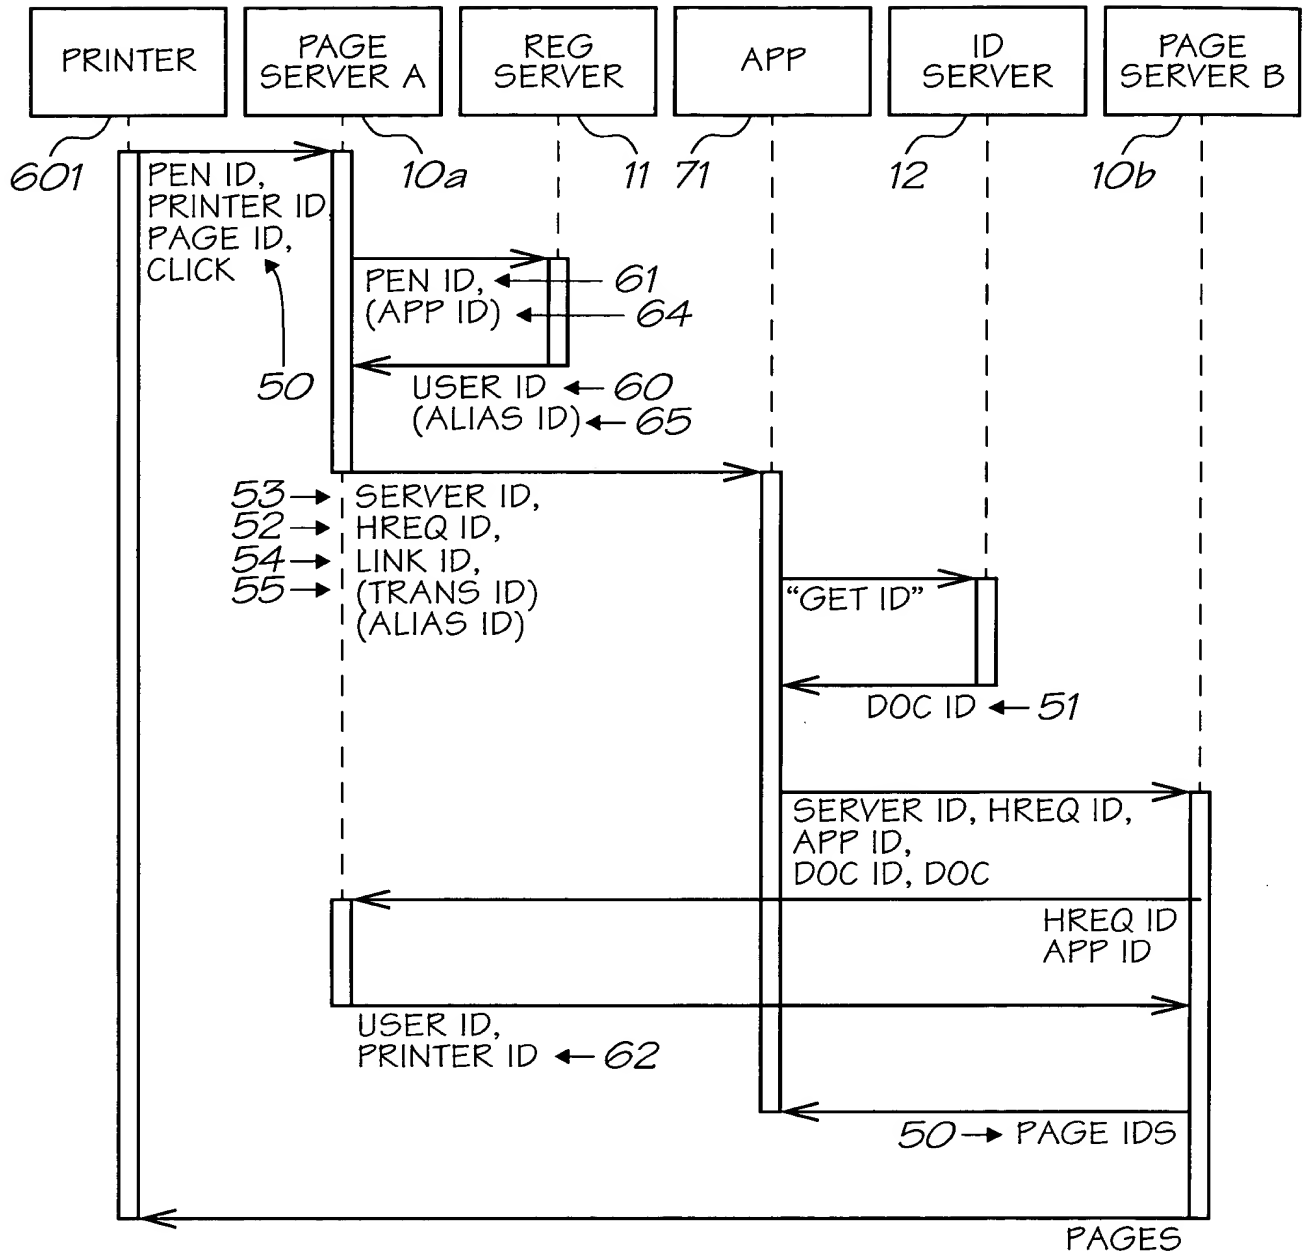 PRINTER
PAGE
SERVER A
REG
SERVER
APP
ID
SERVER
PAGE
SERVER B
601
10a
11
71
12
10b
PEN ID,
PRINTER ID
PAGE ID,
CLICK
50
PEN ID,
61
(APP ID)
64
USER ID
60
(ALIAS ID)
65
53
SERVER ID,
52
HREQ ID,
54
LINK ID,
55
(TRANS ID)
(ALIAS ID)
"GET ID"
DOC ID
51
SERVER ID, HREQ ID,
APP ID,
DOC ID, DOC
HREQ ID
APP ID
USER ID,
PRINTER ID
62
50
PAGE IDS
PAGES